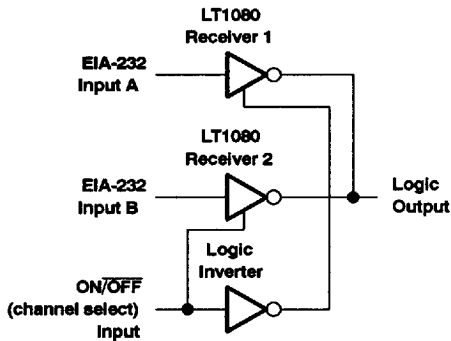 LT1080
Receiver 1
EIA-232
Input A
LT1080
Receiver 2
EIA-232
Input B
Logic
Output
Logic
Inverter
ON/OFF
(channel select)
Input